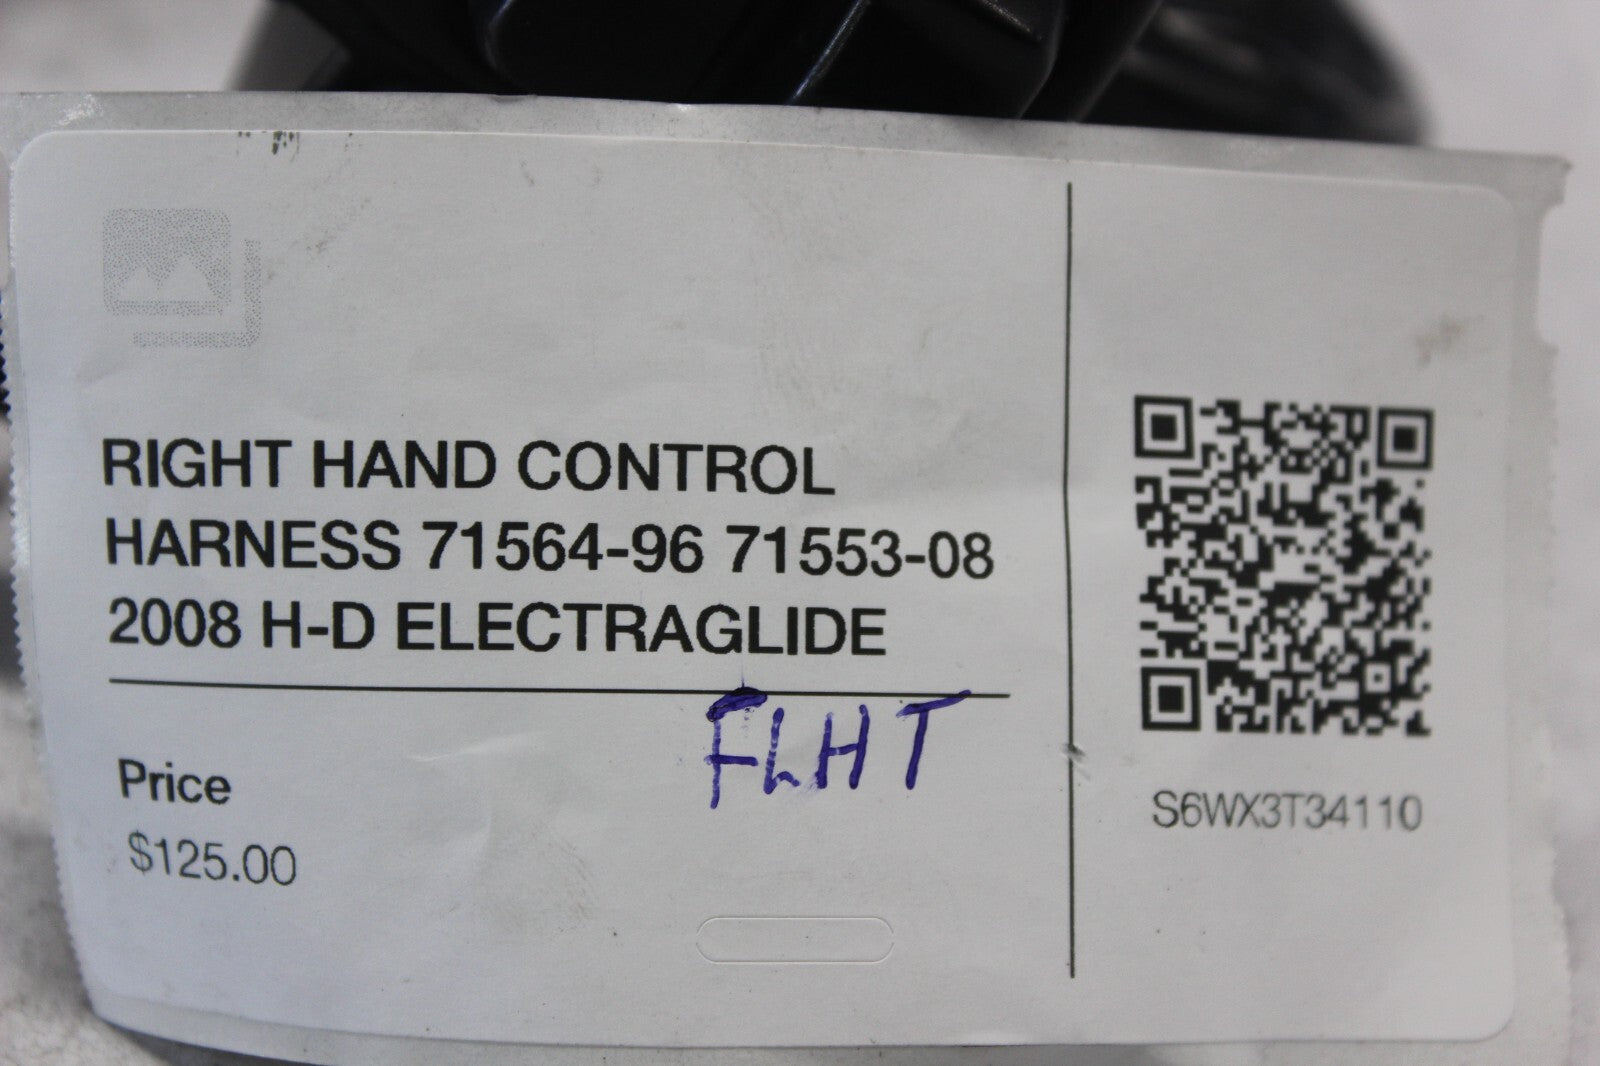 RIGHT HAND CONTROL
HARNESS 71564-96 71553-08
2008 H-D ELECTRAGLIDE
FLHT
Price
$125.00
S6WX3T34110